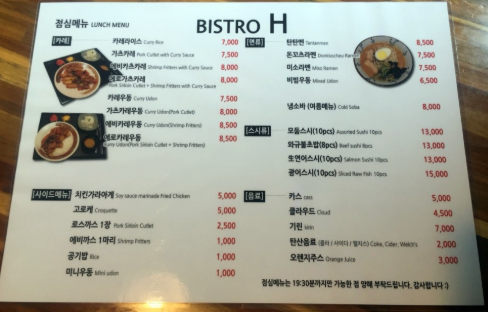 점심메뉴 LUNCH MENU
BISTRO H
[카레]
카레라이스 Curry Rice 7,000
가츠카레 Pork Cutlet with Curry Sauce 7,500
에비카츠카레 Shrimp Fritters with Curry Sauce 8,000
에로가츠카레 8,000
Pork Sirloin Cutlet + Shrimp Fritters with Curry Sauce
카레우동 Curry Udon 7,500
가츠카레우동 Curry Udon(Pork Cutlet) 8,000
에비카레우동 Curry Udon(Shrimp Fritters) 8,500
에로카레우동 8,500
Curry Udon(Pork Sirloin Cutlet + Shrimp Fritters)
[사이드메뉴]
치킨가라아게 Soy sauce marinade Fried Chicken 5,000
고로케 Croquette 5,000
로스까스 1장 Pork Sirloin Cutlet 2,500
에비까스 1마리 Shrimp Fritters 1,000
공기밥 Rice 1,000
미니우동 Mini udon 1,000
[면류]
탄탄멘 Tantanmen 8,500
돈꼬츠라멘 Donkkochou Ramen 7,500
미소라멘 Miso Ramen 7,500
비빔우동 Mixed Udon 6,500
냉소바 (여름메뉴) Cold Soba 8,000
[스시류]
모듬스시(10pcs) Assorted Sushi 10pcs 13,000
와규불초밥(8pcs) Beef sushi 8pcs 13,000
생연어스시(10pcs) Salmon Sushi 10pcs 13,000
광어스시(10pcs) Sliced Raw Fish 10pcs 15,000
[음료]
카스 cass 5,000
클라우드 Cloud 4,500
기린 kirin 7,000
탄산음료 (콜라 / 사이다 / 웰치스) Coke, Cider, Welch's 2,000
오렌지주스 Orange Juice 3,000
점심메뉴는 19:30분까지만 가능한 점 양해 부탁드립니다. 감사합니다 :)